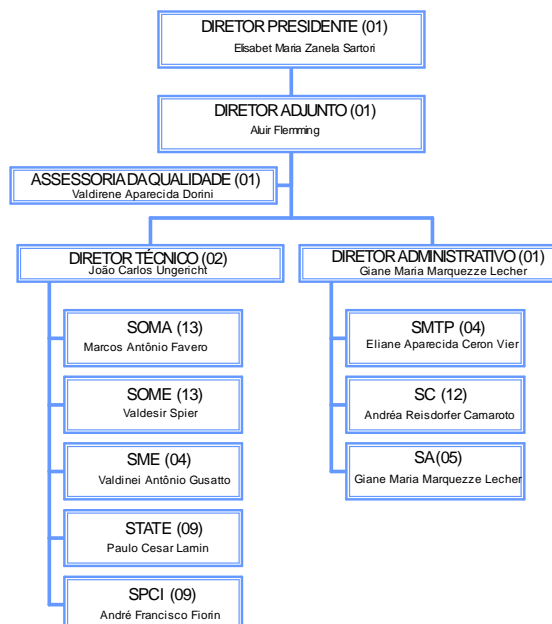 DIRETOR PRESIDENTE (01)
Elisabet Maria Zanela Sartori
DIRETOR ADJUNTO (01)
Aluir Flemming
ASSESSORIA DA QUALIDADE (01)
Valdirene Aparecida Dorini
DIRETOR TÉCNICO (02)
João Carlos Ungericht
SOMA (13)
Marcos Antônio Favero
SOME (13)
Valdesir Spier
SME (04)
Valdinei Antônio Gusatto
STATE (09)
Paulo Cesar Lamin
SPCI (09)
André Francisco Fiorin
DIRETOR ADMINISTRATIVO (01)
Giane Maria Marquezze Lecher
SMTP (04)
Eliane Aparecida Ceron Vier
SC (12)
Andréa Reisdorfer Camaroto
SA (05)
Giane Maria Marquezze Lecher